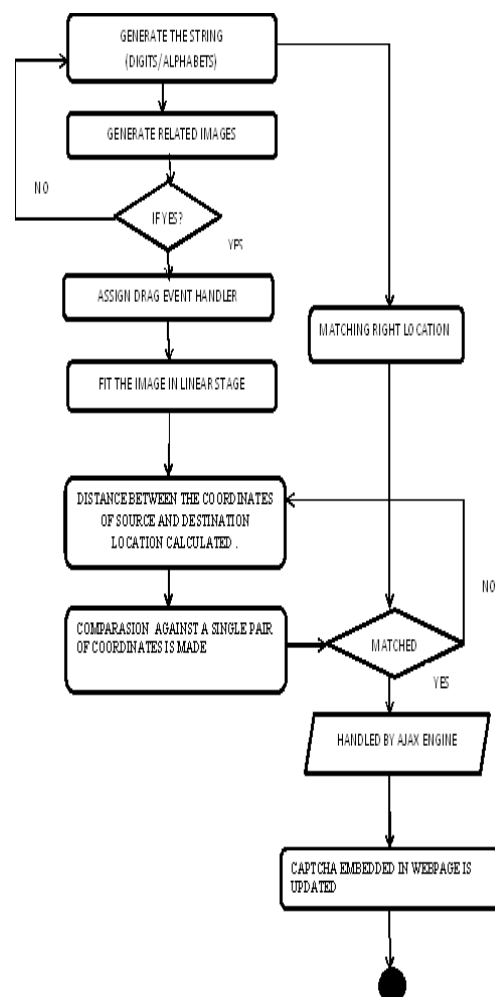 GENERATE THE STRING
(DIGITS/ALPHABETS)
GENERATE RELATED IMAGES
NO
IF YES?
YES
ASSIGN DRAG EVENT HANDLER
MATCHING RIGHT LOCATION
FIT THE IMAGE IN LINEAR STAGE
DISTANCE BETWEEN THE COORDINATES
OF SOURCE AND DESTINATION
LOCATION CALCULATED .
NO
COMPARASION AGAINST A SINGLE PAIR
OF COORDINATES IS MADE
MATCHED
YES
HANDLED BY AJAX ENGINE
CAPTCHA EMBEDDED IN WEBPAGE IS
UPDATED